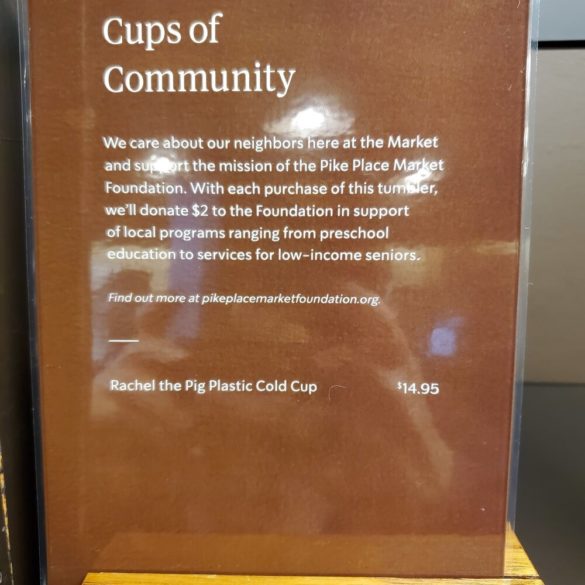 Cups of
Community
We care about our neighbors here at the Market
and support the mission of the Pike Place Market
Foundation. With each purchase of this tumbler,
we'll donate $2 to the Foundation in support
of local programs ranging from preschool
education to services for low-income seniors.
Find out more at pikeplacemarketfoundation.org.
Rachel the Pig Plastic Cold Cup $14.95